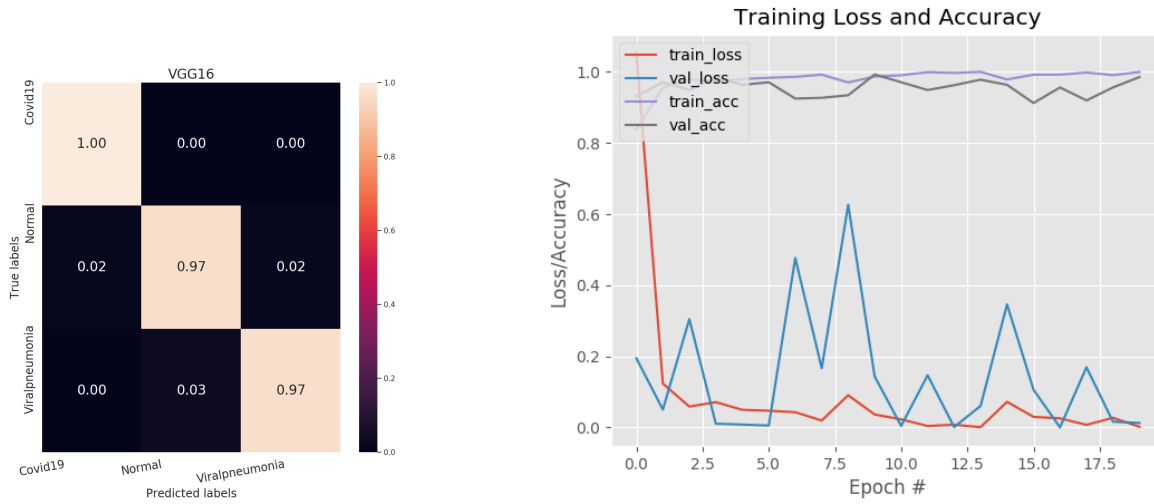 VGG16
Covid19
Normal
Viralpneumonia
True labels
1.00 0.00 0.00
0.02 0.97 0.02
0.00 0.03 0.97
Covid19 Normal Viralpneumonia
Predicted labels
1.0
0.8
0.6
0.4
0.2
0.0
Training Loss and Accuracy
train_loss
val_loss
train_acc
val_acc
Loss/Accuracy
1.0
0.8
0.6
0.4
0.2
0.0
0.0 2.5 5.0 7.5 10.0 12.5 15.0 17.5
Epoch #